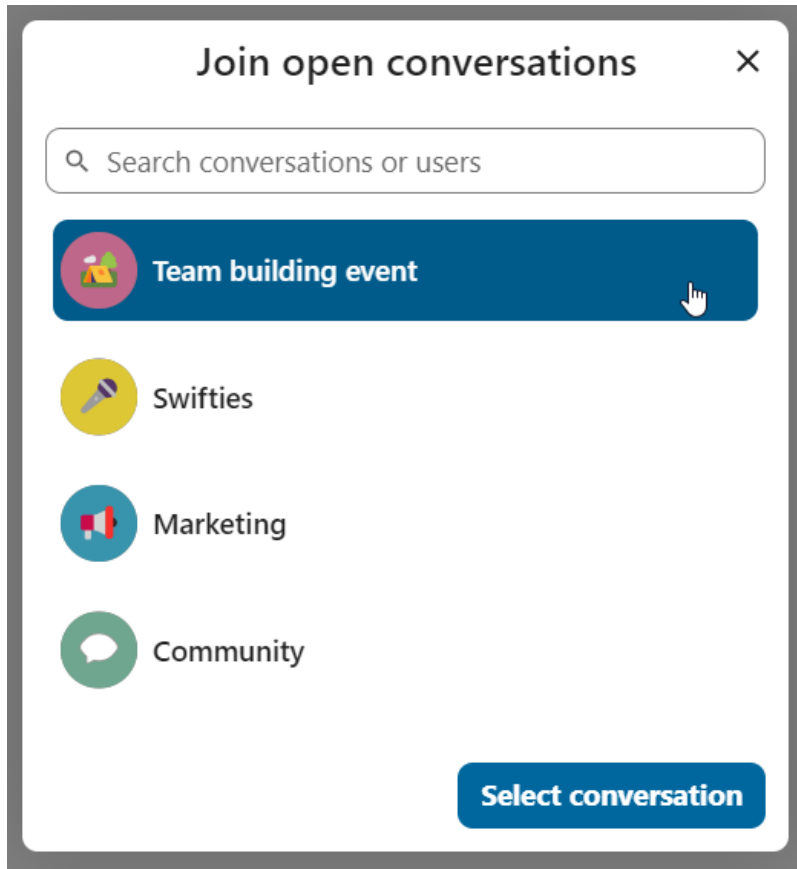 Join open conversations
Search conversations or users
Team building event
Swifties
Marketing
Community
Select conversation